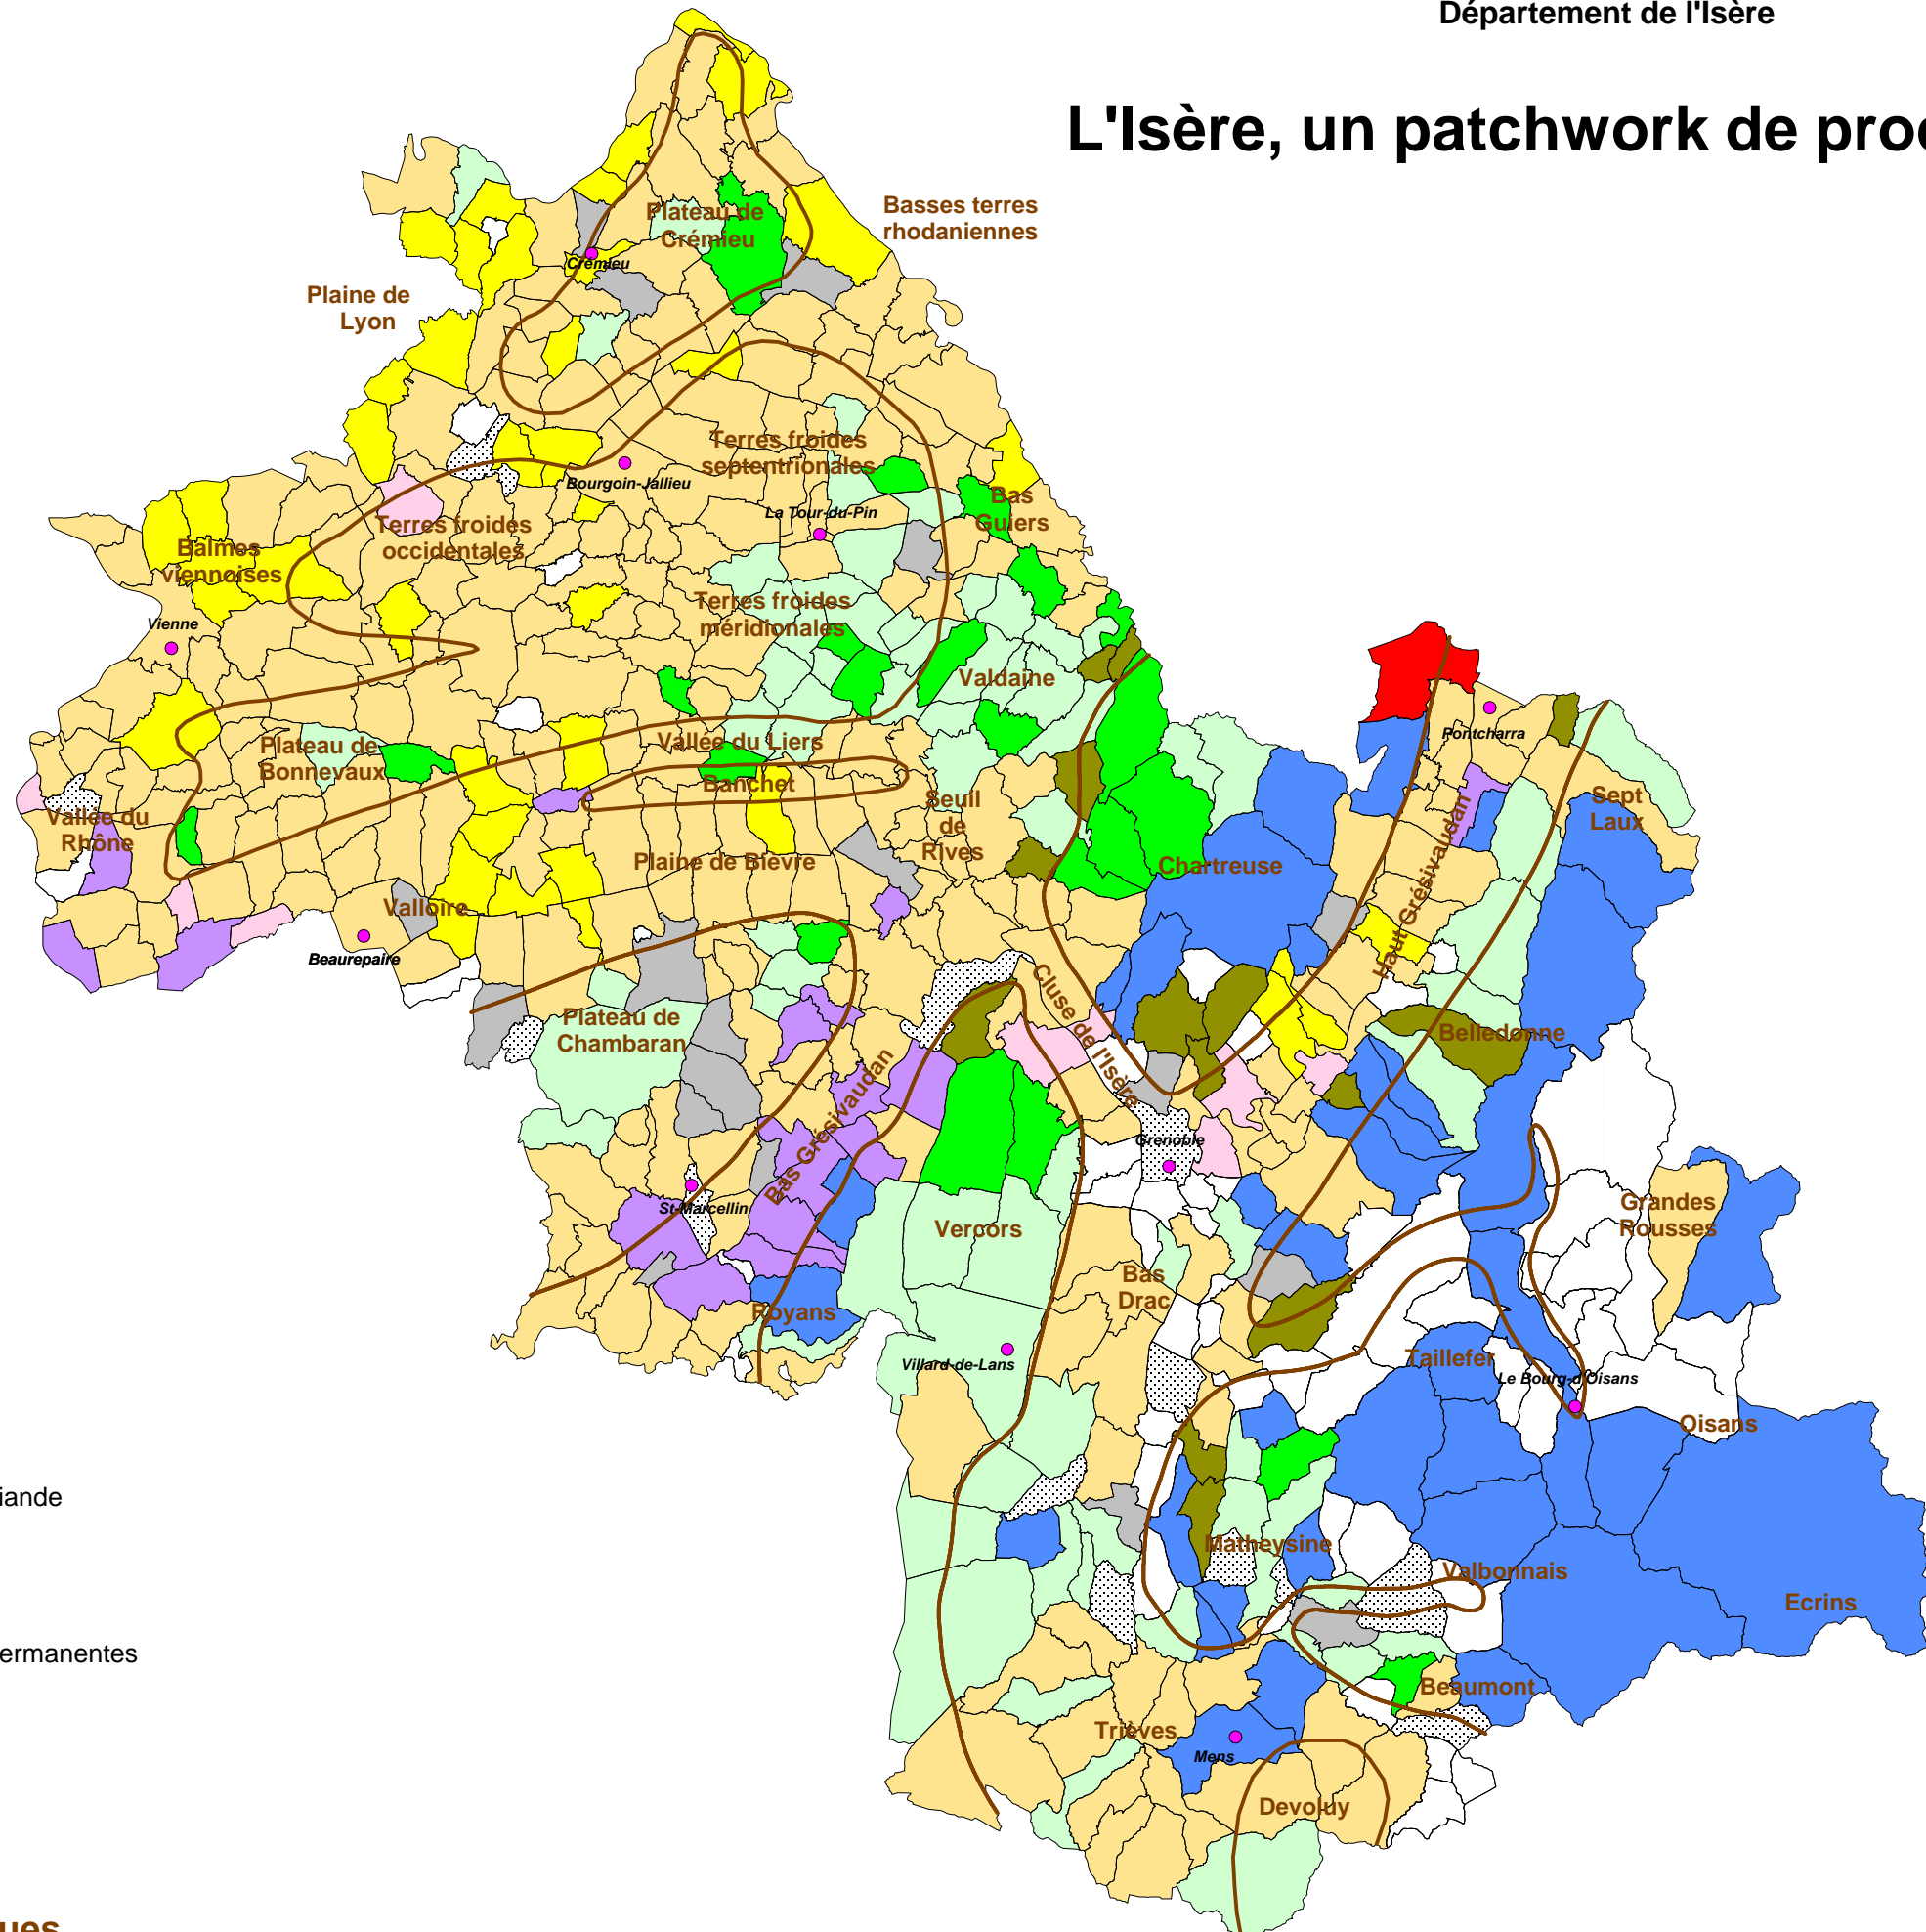 Département de l'Isère
L'Isère, un patchwork de
Basses terres
rhodaniennes
Plateau de
Crémieu
Crémieu
Plaine de
Lyon
Terres froides
septentrionales
Bourgoin-Jallieu
La Tour-du-Pin
Bas
Guiers
Terres froides
occidentales
Balmes
viennoises
Vienne
Terres froides
méridionales
Valdaine
Pontcharra
Plateau de
Bonnevaux
Vallée du Liers
Banchet
Sept
Laux
Vallée du
Rhône
Seuil
de
Rives
Plaine de Bièvre
Chartreuse
Haut Grésivaudan
Valloire
Beaurepaire
Cluse de l'Isère
Plateau de
Chambaran
Belledonne
Bas Grésivaudan
Grenoble
St-Marcellin
Grandes
Rousses
Vercors
Bas
Drac
Royans
Villard-de-Lans
Taillefer
Le Bourg-d'Oisans
Oisans
iande
Matheysine
Valbonnais
Ecrins
ermanentes
Beaumont
Trièves
Mens
Devoluy
ues